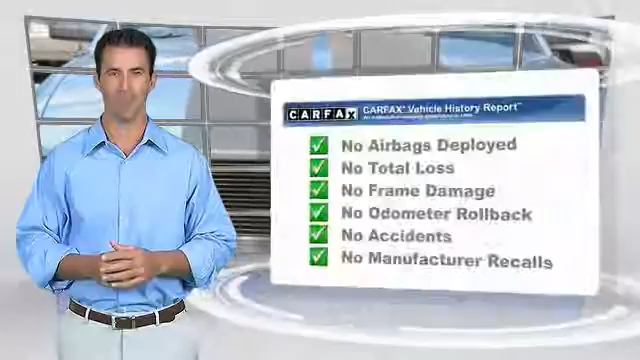 CARFAX CARFAX® Vehicle History Report™
No Airbags Deployed
No Total Loss
No Frame Damage
No Odometer Rollback
No Accidents
No Manufacturer Recalls